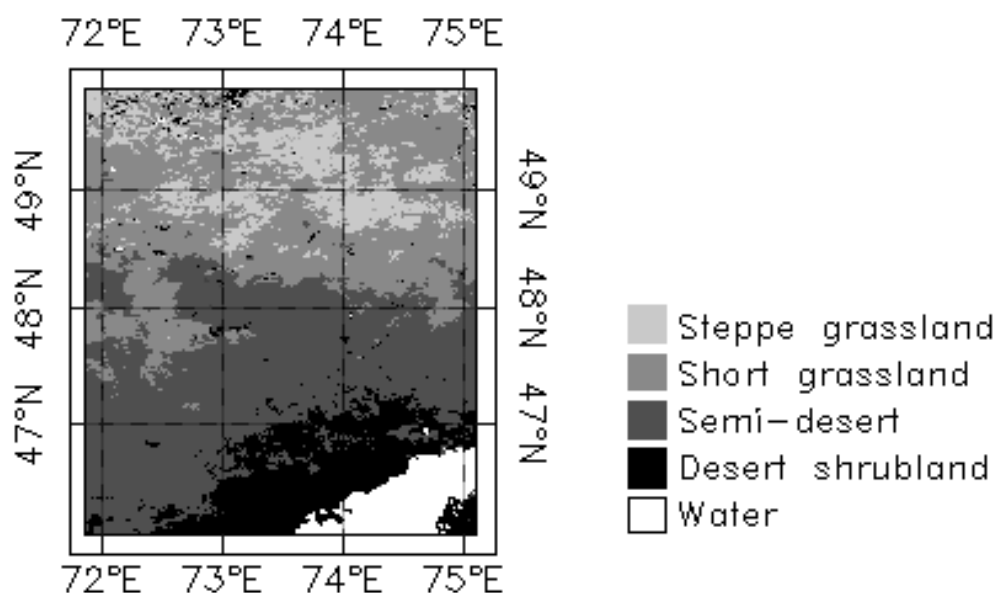 72°E 73°E 74°E 75°E
49°N
48°N
47°N
49°N
48°N
47°N
72°E 73°E 74°E 75°E
Steppe grassland
Short grassland
Semi-desert
Desert shrubland
Water